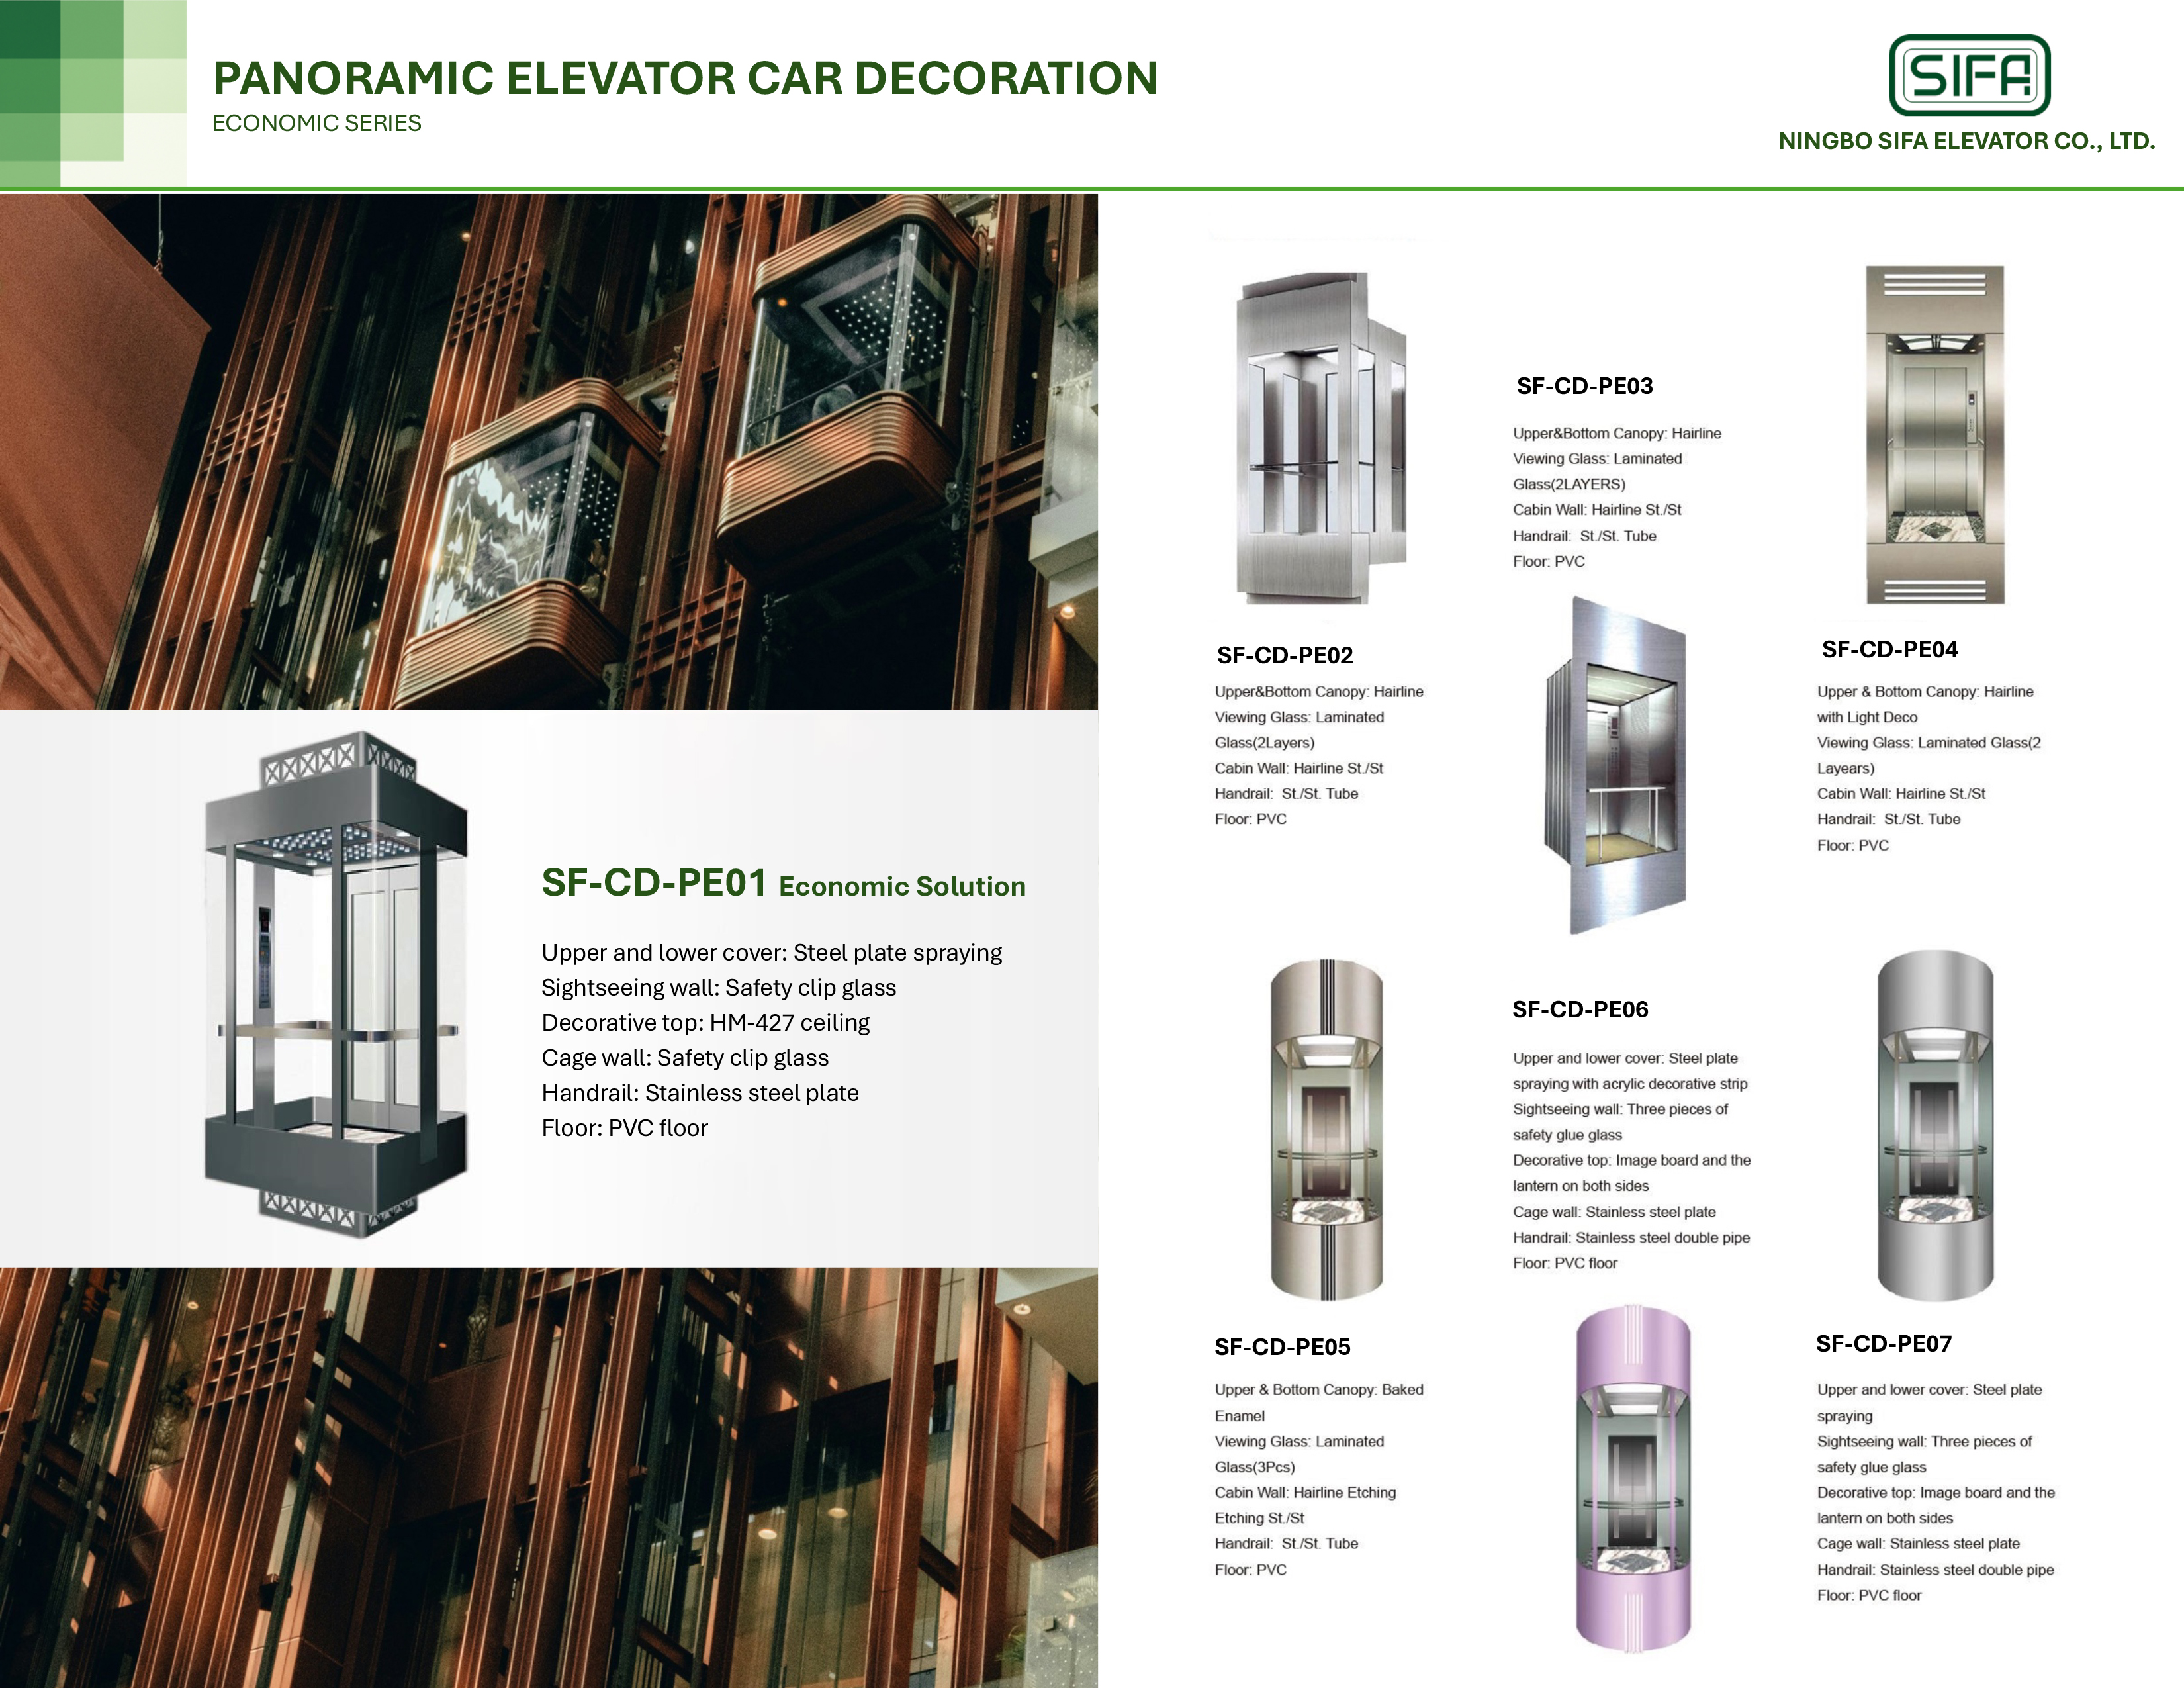 PANORAMIC ELEVATOR CAR DECORATION
ECONOMIC SERIES
SIFA
NINGBO SIFA ELEVATOR CO., LTD.
SF-CD-PE01 Economic Solution
Upper and lower cover: Steel plate spraying
Sightseeing wall: Safety clip glass
Decorative top: HM-427 ceiling
Cage wall: Safety clip glass
Handrail: Stainless steel plate
Floor: PVC floor
SF-CD-PE02
Upper&Bottom Canopy: Hairline
Viewing Glass: Laminated
Glass(2Layers)
Cabin Wall: Hairline St./St
Handrail:  St./St. Tube
Floor: PVC
SF-CD-PE03
Upper&Bottom Canopy: Hairline
Viewing Glass: Laminated
Glass(2LAYERS)
Cabin Wall: Hairline St./St
Handrail:  St./St. Tube
Floor: PVC
SF-CD-PE04
Upper & Bottom Canopy: Hairline
with Light Deco
Viewing Glass: Laminated Glass(2
Layears)
Cabin Wall: Hairline St./St
Handrail:  St./St. Tube
Floor: PVC
SF-CD-PE05
Upper & Bottom Canopy: Baked
Enamel
Viewing Glass: Laminated
Glass(3Pcs)
Cabin Wall: Hairline Etching
Etching St./St
Handrail:  St./St. Tube
Floor: PVC
SF-CD-PE06
Upper and lower cover: Steel plate
spraying with acrylic decorative strip
Sightseeing wall: Three pieces of
safety glue glass
Decorative top: Image board and the
lantern on both sides
Cage wall: Stainless steel plate
Handrail: Stainless steel double pipe
Floor: PVC floor
SF-CD-PE07
Upper and lower cover: Steel plate
spraying
Sightseeing wall: Three pieces of
safety glue glass
Decorative top: Image board and the
lantern on both sides
Cage wall: Stainless steel plate
Handrail: Stainless steel double pipe
Floor: PVC floor